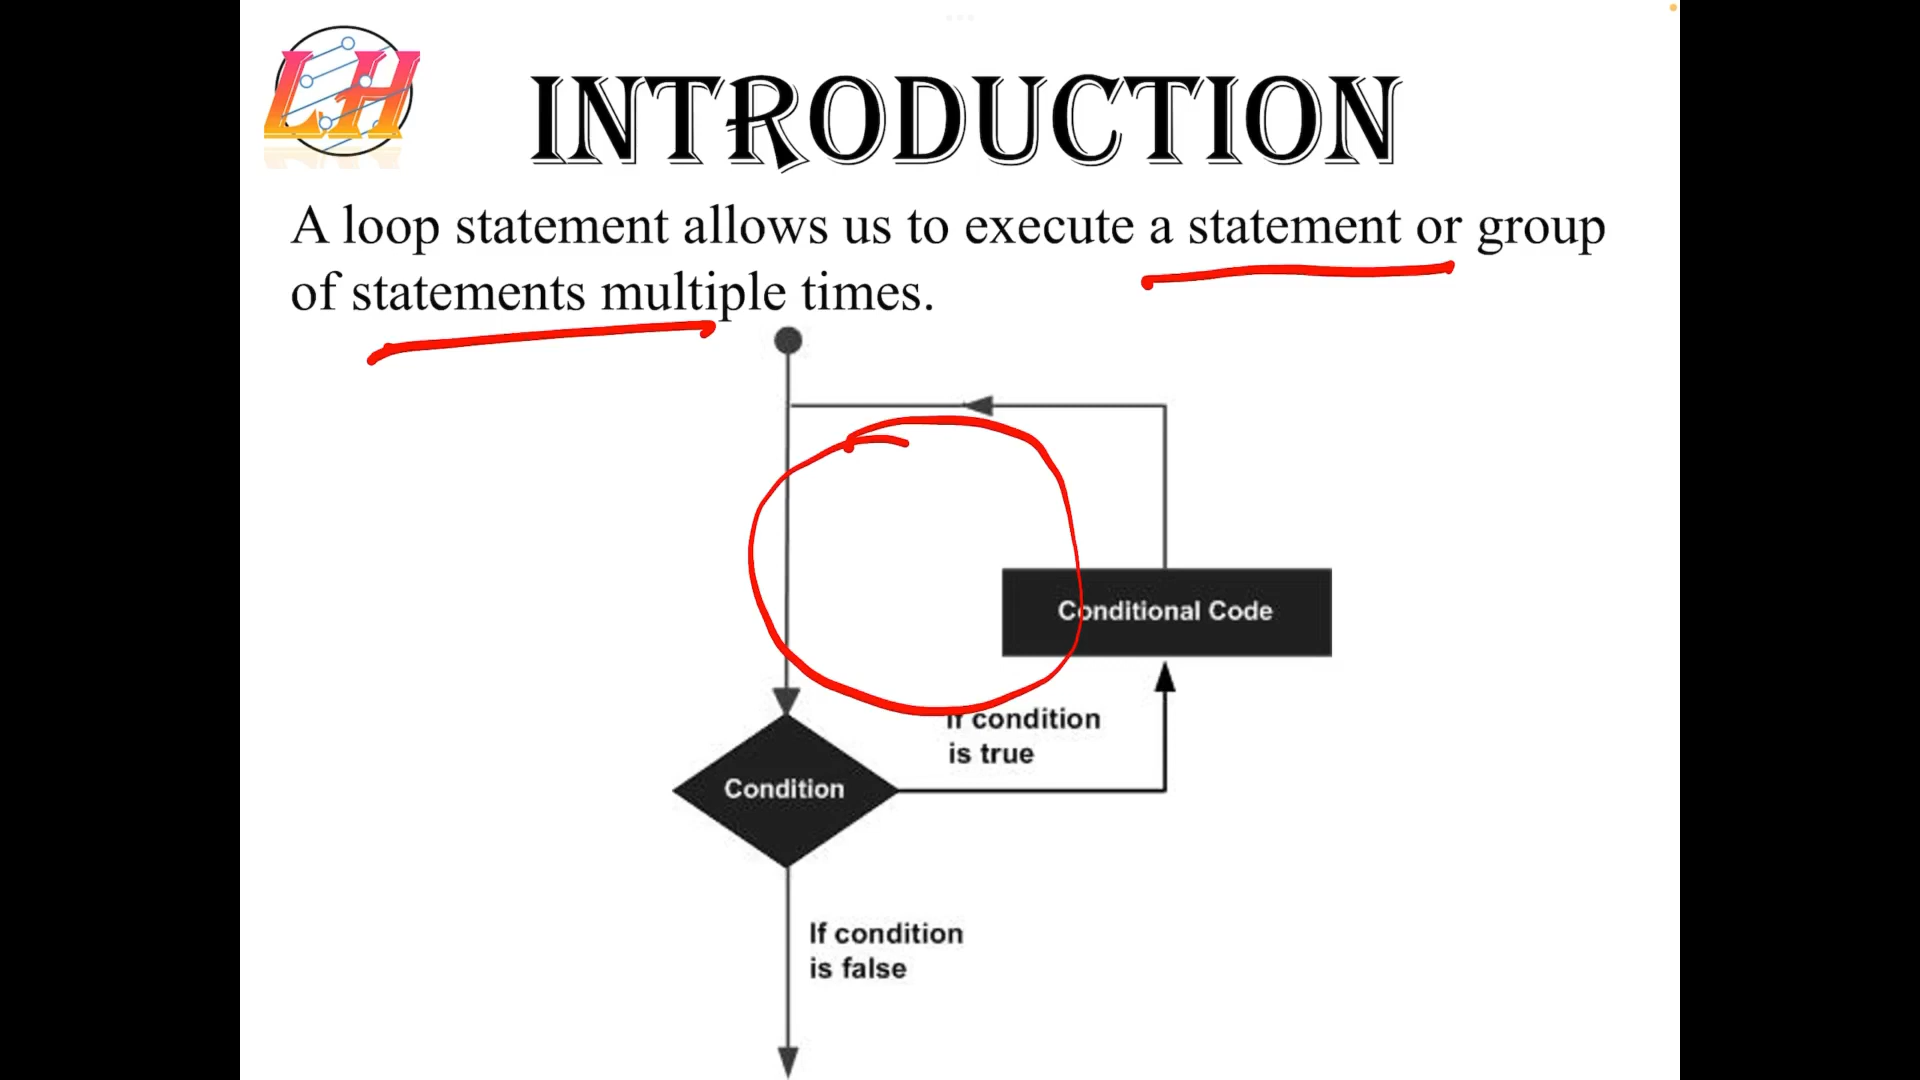 LH
INTRODUCTION
A loop statement allows us to execute a statement or group
of statements multiple times.
Conditional Code
If condition
is true
Condition
If condition
is false